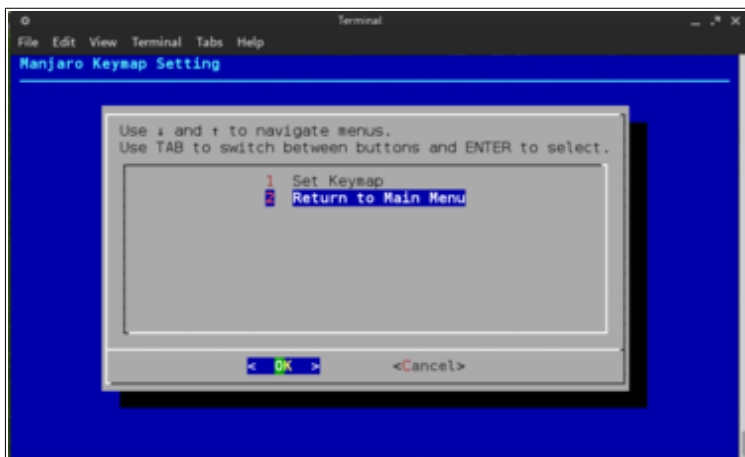 Terminal
File Edit View Terminal Tabs Help
Manjaro Keymap Setting
Use ↓ and ↑ to navigate menus.
Use TAB to switch between buttons and ENTER to select.
1 Set Keymap
2 Return to Main Menu
< OK > <Cancel>